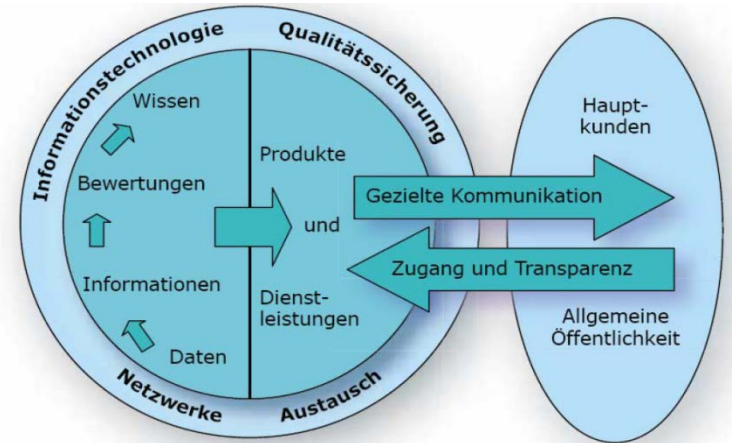 Informationstechnologie
Qualitätssicherung
Wissen
Bewertungen
Informationen
Daten
Produkte
und
Dienst-
leistungen
Netzwerke
Austausch
Gezielte Kommunikation
Zugang und Transparenz
Haupt-
kunden
Allgemeine
Öffentlichkeit